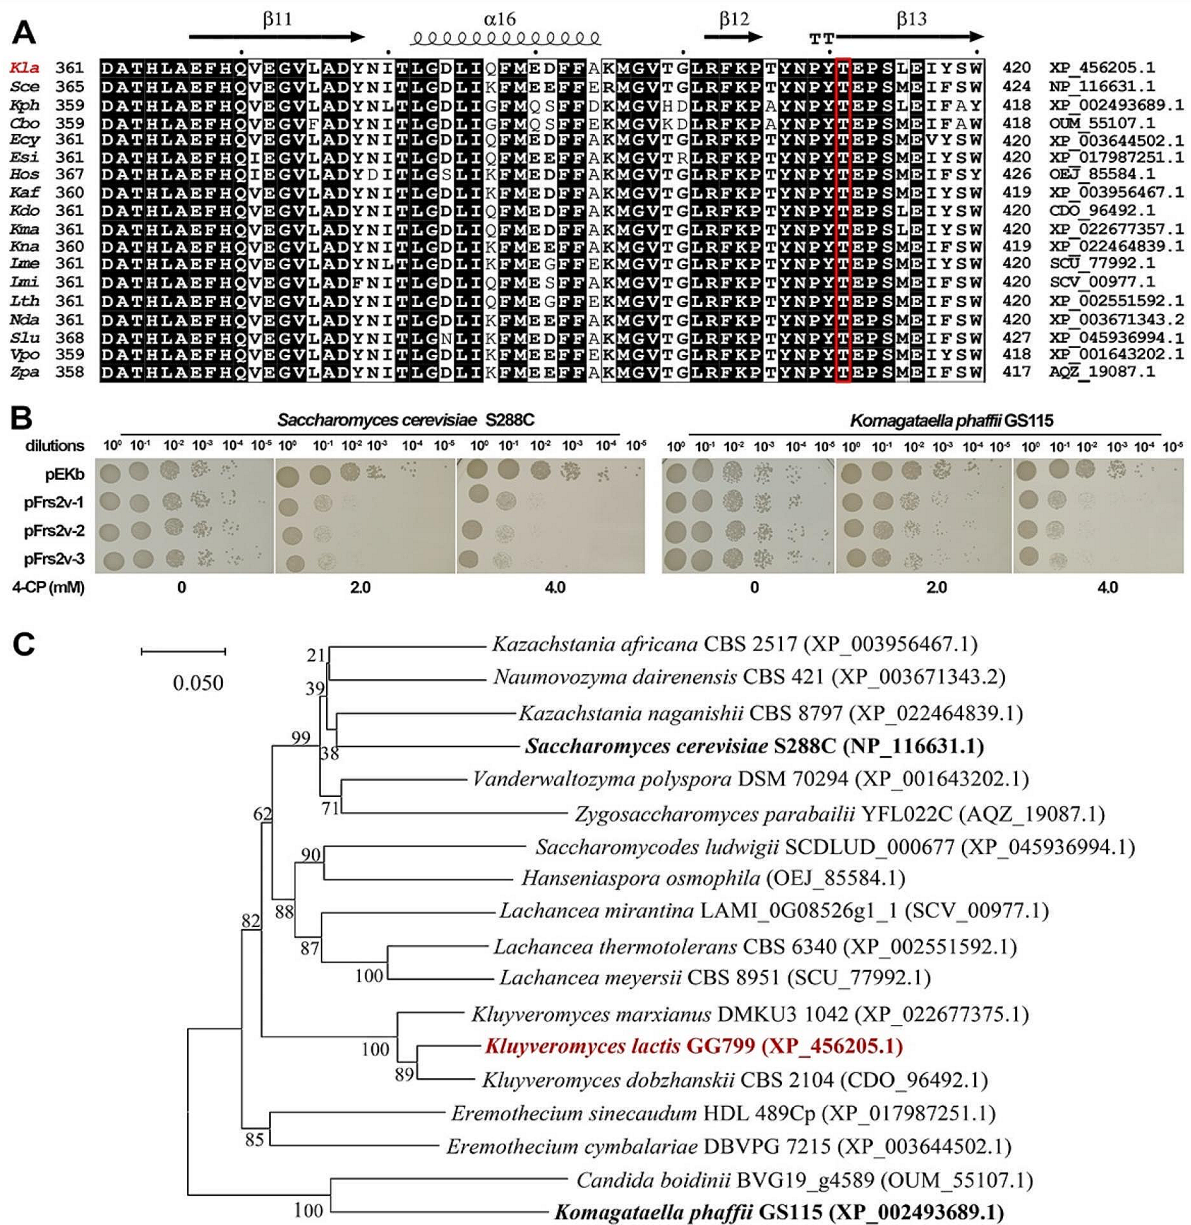 A
β11 α16 β12 β13
TT
Kla 361 DATHLAEFHQVEGVLADYNITLGDLIQFMEDFFAKMGVTGLRFKPTYNPYTEPSLEIYSW 420 XP_456205.1
Sce 365 DATHLAEFHQVEGVLADYNITLGDLIKFMEEFFERMGVTGLRFKPTYNPYTEPSMEIFSW 424 NP_116631.1
Kph 359 DATHLAEFHQVEGVLADYNLTLGDLIGFMQSFFEKMGVHDLRFKPAYNPYTEPSLEIFAY 418 XP_002493689.1
Cbo 359 DATHLAEFHQVEGVFADYNLTLGDLIGFMQSFFEKMGVKDLRFKPAYNPYTEPSMEIFAW 418 OUM_55107.1
Ecy 361 DATHLAEFHQVEGVLADYNITLGDLIKFMEDFFAKMGVTGLRFKPTYNPYTEPSMEVYSW 420 XP_003644502.1
Esi 361 DATHLAEFHQIEGVLADYNITLGDLIKFMETFFAKMGVTRLRFKPTYNPYTEPSMEIYSW 420 XP_017987251.1
Hos 367 DATHLAEFHQIEGVLADYDITLGSLIKFMEEFFEKMGVTGLRFKPTYNPYTEPSMEIFSY 426 OEJ_85584.1
Kaf 360 DATHLAEFHQVEGVLADYNITLGDLIKFMEDFFAKMGVTGLRFKPTYNPYTEPSMEIFSW 419 XP_003956467.1
Kdo 361 DATHLAEFHQVEGVLADYNITLGDLIQFMEDFFAKMGVTGLRFKPTYNPYTEPSLEIYSW 420 CDO_96492.1
Kma 361 DATHLAEFHQVEGVLADYNITLGDLIKFMEDFFAKMGVTGLRFKPTYNPYTEPSLEIYSW 420 XP_022677357.1
Kna 360 DATHLAEFHQVEGVLADYNITLGDLIKFMEEFFAKMGVTGLRFKPTYNPYTEPSMEIYSW 419 XP_022464839.1
Lme 361 DATHLAEFHQVEGVLADYNLTLGDLIQFMEGFFEKMGVTGLRFKPTYNPYTEPSMEIYSW 420 SCU_77992.1
Lmi 361 DATHLAEFHQVEGVLADFNITLGDLIQFMESFFAKMGVTGLRFKPTYNPYTEPSMEIYSW 420 SCV_00977.1
Lth 361 DATHLAEFHQVEGVLADYNITLGDLIQFMEGFFEKMGVTGLRFKPTYNPYTEPSMEIYSW 420 XP_002551592.1
Nda 361 DATHLAEFHQVEGVLADYNITLGDLIKFMEEFFAKMGVTGLRFKPTYNPYTEPSMEIFSW 420 XP_003671343.2
Slu 368 DATHLAEFHQVEGVLADYNITLGNLIKFMEEFFAKMGVTGLRFKPTYNPYTEPSMEIFSW 427 XP_045936994.1
Vpo 359 DATHLAEFHQVEGVLADYNITLGDLIKFMEEFFEKMGVTGLRFKPTYNPYTEPSMEIFSW 418 XP_001643202.1
Zpa 358 DATHLAEFHQVEGVLADYNITLGDLIKFMEEFFAKMGVTGLRFKPTYNPYTEPSMEIFSW 417 AQZ_19087.1
B
Saccharomyces cerevisiae S288C Komagataella phaffii GS115
dilutions 10⁰ 10⁻¹ 10⁻² 10⁻³ 10⁻⁴ 10⁻⁵ 10⁰ 10⁻¹ 10⁻² 10⁻³ 10⁻⁴ 10⁻⁵ 10⁰ 10⁻¹ 10⁻² 10⁻³ 10⁻⁴ 10⁻⁵ 10⁰ 10⁻¹ 10⁻² 10⁻³ 10⁻⁴ 10⁻⁵ 10⁰ 10⁻¹ 10⁻² 10⁻³ 10⁻⁴ 10⁻⁵ 10⁰ 10⁻¹ 10⁻² 10⁻³ 10⁻⁴ 10⁻⁵
pEKb
pFrs2v-1
pFrs2v-2
pFrs2v-3
4-CP (mM) 0 2.0 4.0 0 2.0 4.0
C
0.050
Kazachstania africana CBS 2517 (XP_003956467.1)
21
Naumovozyma dairenensis CBS 421 (XP_003671343.2)
39
Kazachstania naganishii CBS 8797 (XP_022464839.1)
99
38
Saccharomyces cerevisiae S288C (NP_116631.1)
Vanderwaltozyma polyspora DSM 70294 (XP_001643202.1)
71
Zygosaccharomyces parabailii YFL022C (AQZ_19087.1)
62
Saccharomycodes ludwigii SCDLUD_000677 (XP_045936994.1)
90
Hanseniaspora osmophila (OEJ_85584.1)
88
Lachancea mirantina LAMI_0G08526g1_1 (SCV_00977.1)
82
87
Lachancea thermotolerans CBS 6340 (XP_002551592.1)
100
Lachancea meyersii CBS 8951 (SCU_77992.1)
Kluyveromyces marxianus DMKU3 1042 (XP_022677375.1)
100
Kluyveromyces lactis GG799 (XP_456205.1)
89
Kluyveromyces dobzhanskii CBS 2104 (CDO_96492.1)
Eremothecium sinecaudum HDL 489Cp (XP_017987251.1)
85
Eremothecium cymbalariae DBVPG 7215 (XP_003644502.1)
Candida boidinii BVG19_g4589 (OUM_55107.1)
100
Komagataella phaffii GS115 (XP_002493689.1)